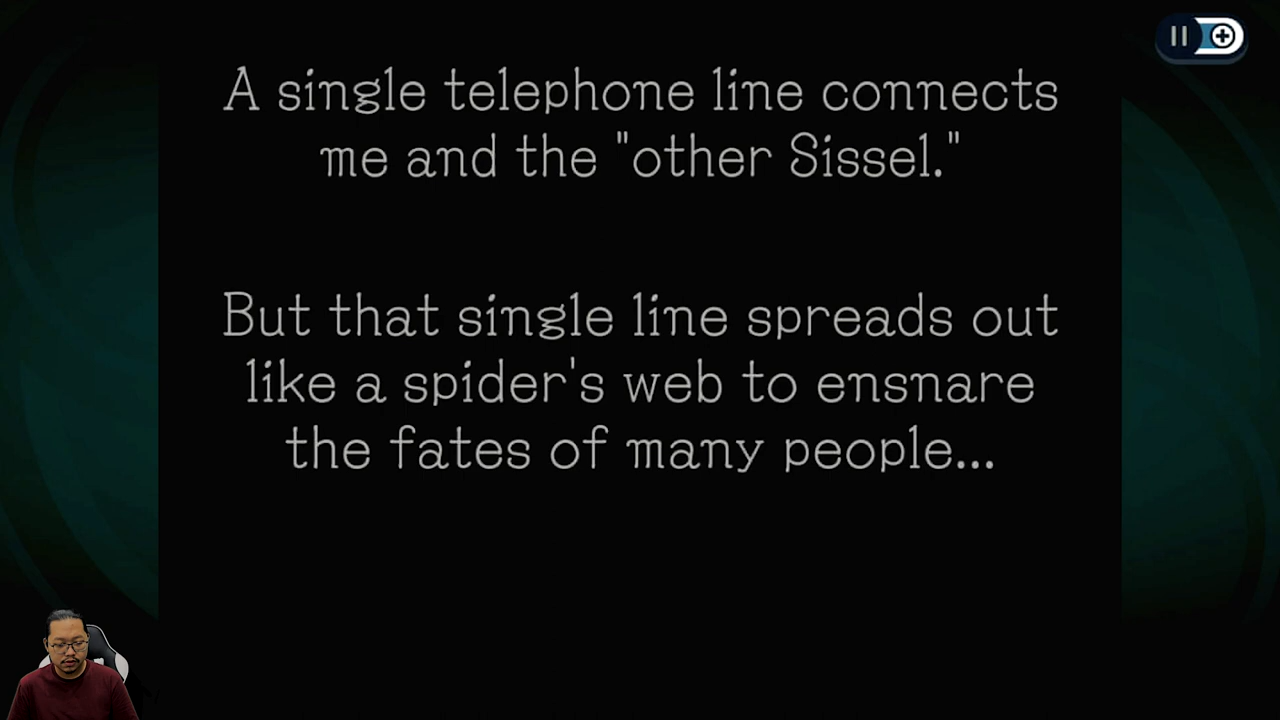 A single telephone line connects
me and the "other Sissel."
But that single line spreads out
like a spider's web to ensnare
the fates of many people...